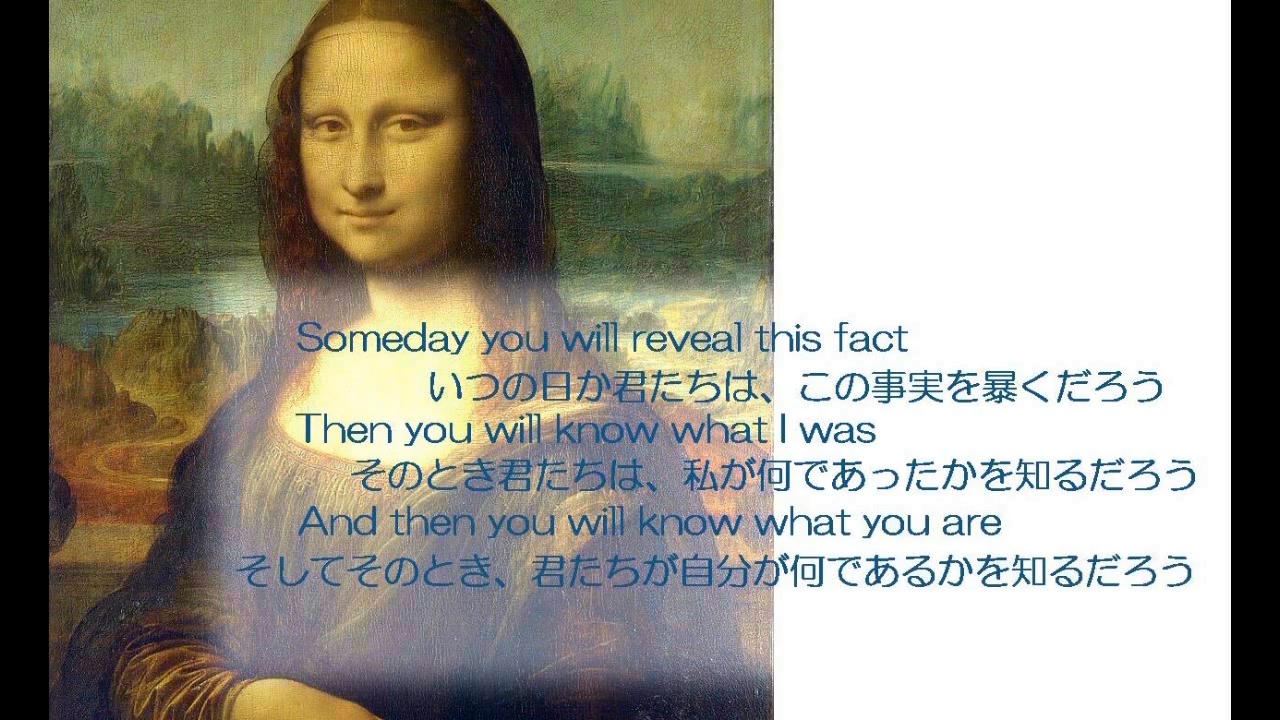 Someday you will reveal this fact
いつの日か君たちは、この事実を暴くだろう
Then you will know what I was
そのとき君たちは、私が何であったかを知るだろう
And then you will know what you are
そしてそのとき、君たちが自分が何であるかを知るだろう